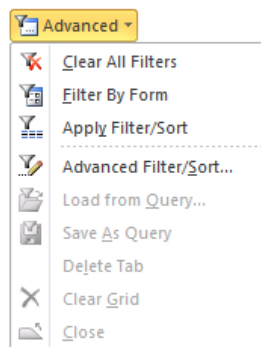 Advanced
Clear All Filters
Filter By Form
Apply Filter/Sort
Advanced Filter/Sort...
Load from Query...
Save As Query
Delete Tab
Clear Grid
Close